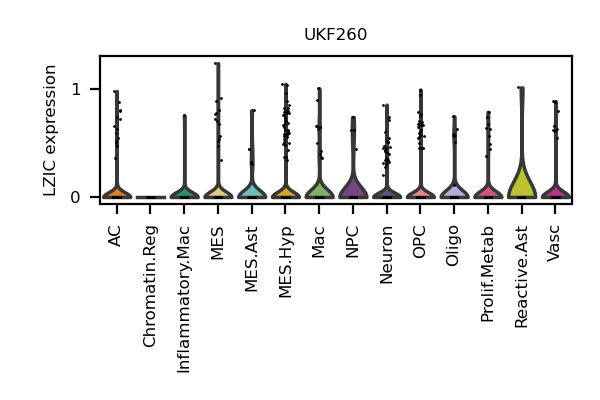 UKF260
LZIC expression
1
0
AC
Chromatin.Reg
Inflammatory.Mac
MES
MES.Ast
MES.Hyp
Mac
NPC
Neuron
OPC
Oligo
Prolif.Metab
Reactive.Ast
Vasc